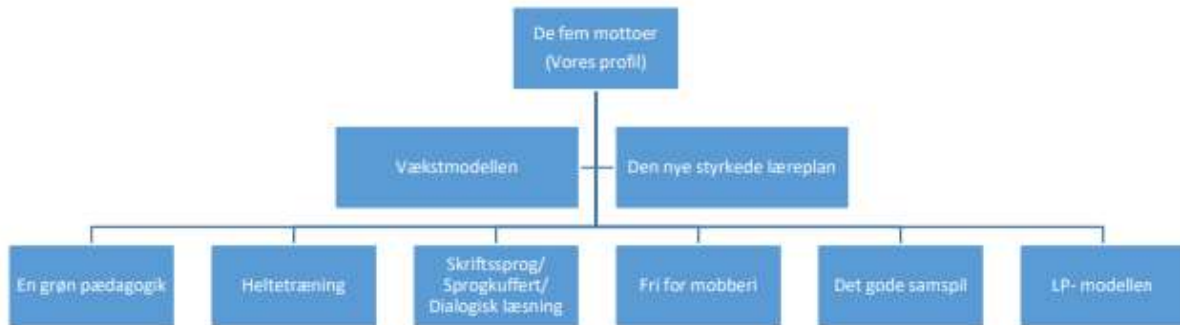 De fem mottoer
(Vores profil)
Vækstmodellen
Den nye styrkede læreplan
En grøn pædagogik
Heltetræning
Skriftssprog/
Sprogkuffert/
Dialogisk læsning
Fri for mobberi
Det gode samspil
LP- modellen